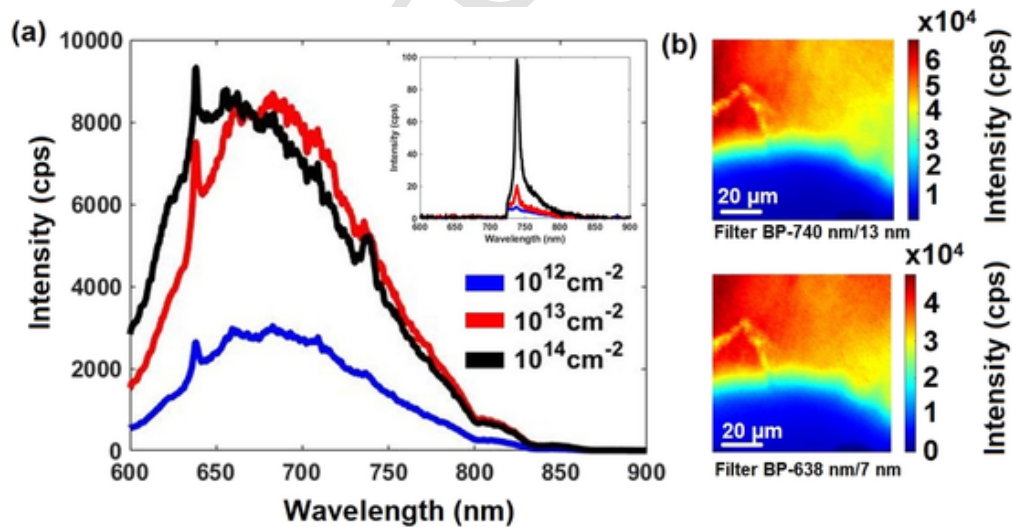 (a)
10000
8000
6000
4000
2000
0
600
650
700
750
800
850
900
Intensity (cps)
Wavelength (nm)
100
80
60
40
20
0
600 650 700 750 800 850 900
Intensity (cps)
Wavelength (nm)
10¹²cm⁻²
10¹³cm⁻²
10¹⁴cm⁻²
(b)
x10⁴
6
5
4
3
2
1
Intensity (cps)
20 µm
Filter BP-740 nm/13 nm
x10⁴
4
3
2
1
0
Intensity (cps)
20 µm
Filter BP-638 nm/7 nm